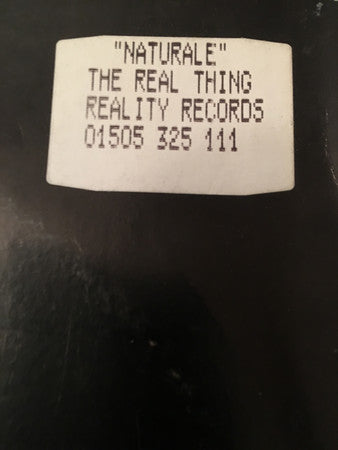 "NATURALE"
THE REAL THING
REALITY RECORDS
01505 325 111